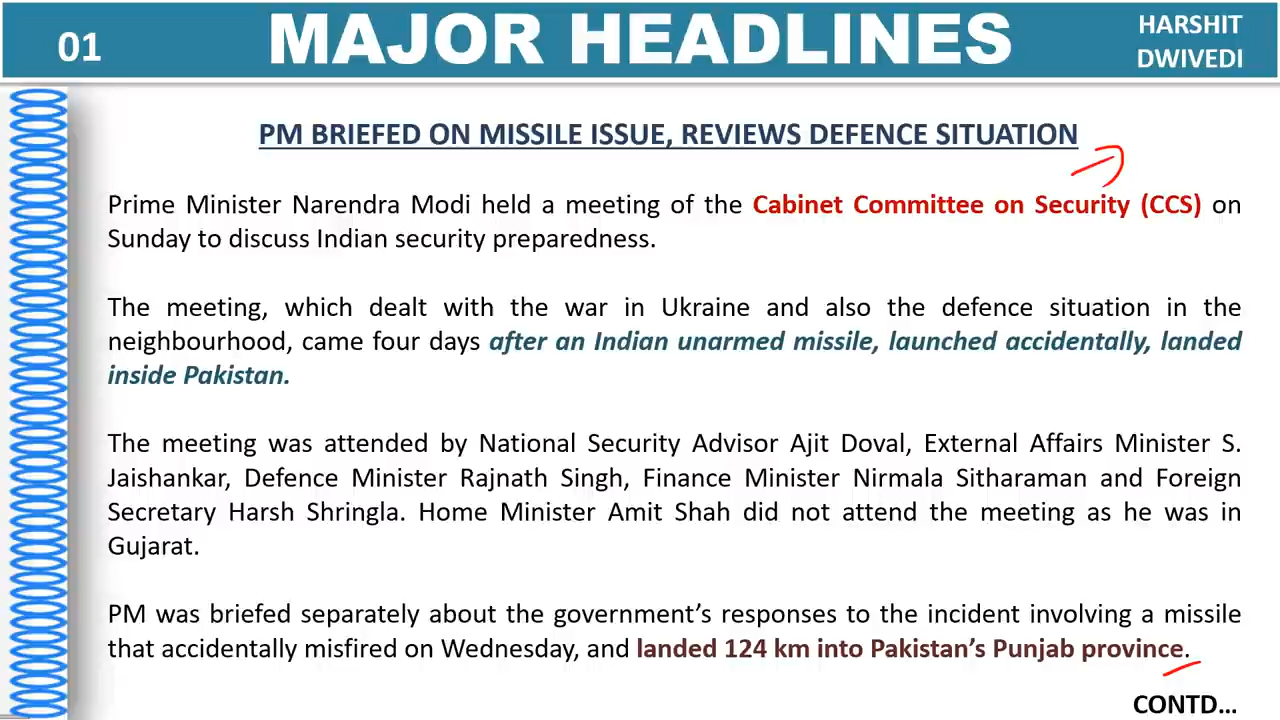 01
MAJOR HEADLINES
HARSHIT
DWIVEDI
PM BRIEFED ON MISSILE ISSUE, REVIEWS DEFENCE SITUATION
Prime Minister Narendra Modi held a meeting of the Cabinet Committee on Security (CCS) on
Sunday to discuss Indian security preparedness.
The meeting, which dealt with the war in Ukraine and also the defence situation in the
neighbourhood, came four days after an Indian unarmed missile, launched accidentally, landed
inside Pakistan.
The meeting was attended by National Security Advisor Ajit Doval, External Affairs Minister S.
Jaishankar, Defence Minister Rajnath Singh, Finance Minister Nirmala Sitharaman and Foreign
Secretary Harsh Shringla. Home Minister Amit Shah did not attend the meeting as he was in
Gujarat.
PM was briefed separately about the government’s responses to the incident involving a missile
that accidentally misfired on Wednesday, and landed 124 km into Pakistan’s Punjab province.
CONTD...